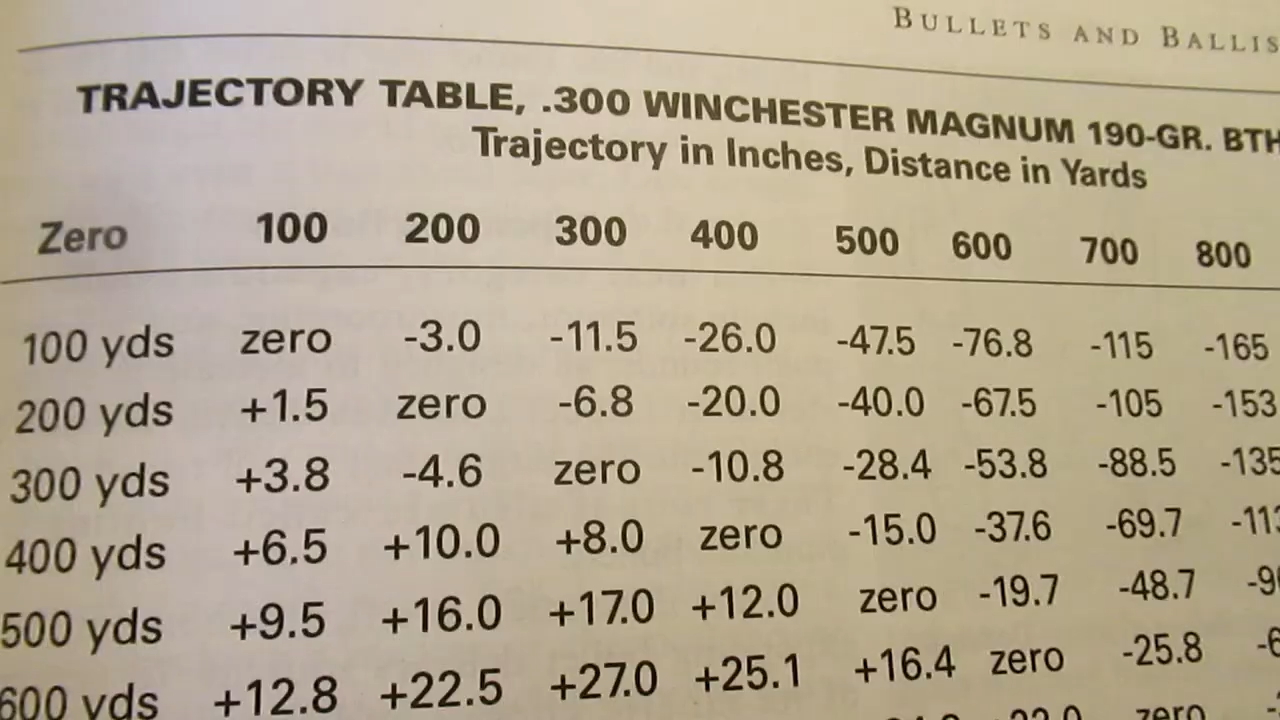 BULLETS AND
TRAJECTORY TABLE, .300 WINCHESTER MAGNUM 190-GR. BTH
Trajectory in Inches, Distance in Yards
Zero 100 200 300 400 500 600 700 800
100 yds zero -3.0 -11.5 -26.0 -47.5 -76.8 -115 -165
200 yds +1.5 zero -6.8 -20.0 -40.0 -67.5 -105 -153
300 yds +3.8 -4.6 zero -10.8 -28.4 -53.8 -88.5 -135
400 yds +6.5 +10.0 +8.0 zero -15.0 -37.6 -69.7
500 yds +9.5 +16.0 +17.0 +12.0 zero -19.7 -48.7
600 yds +12.8 +22.5 +27.0 +25.1 +16.4 zero -25.8
zero